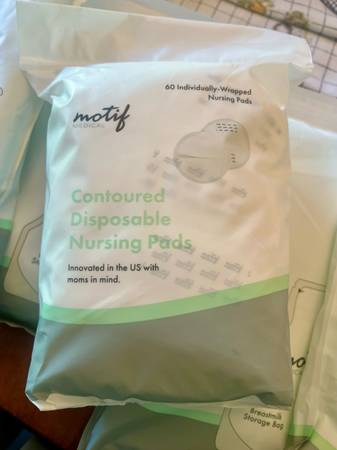 60 Individually-Wrapped
Nursing Pads
motif
MEDICAL
Contoured
Disposable
Nursing Pads
Innovated in the US with
moms in mind.
Breastmilk
Storage Bag